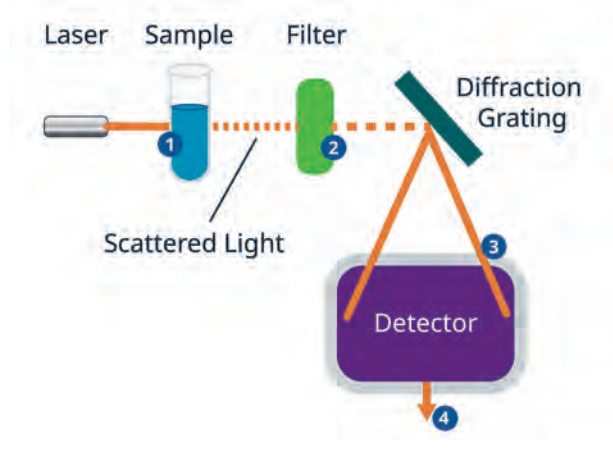 Laser
Sample
Filter
Diffraction
Grating
1
2
Scattered Light
3
Detector
4